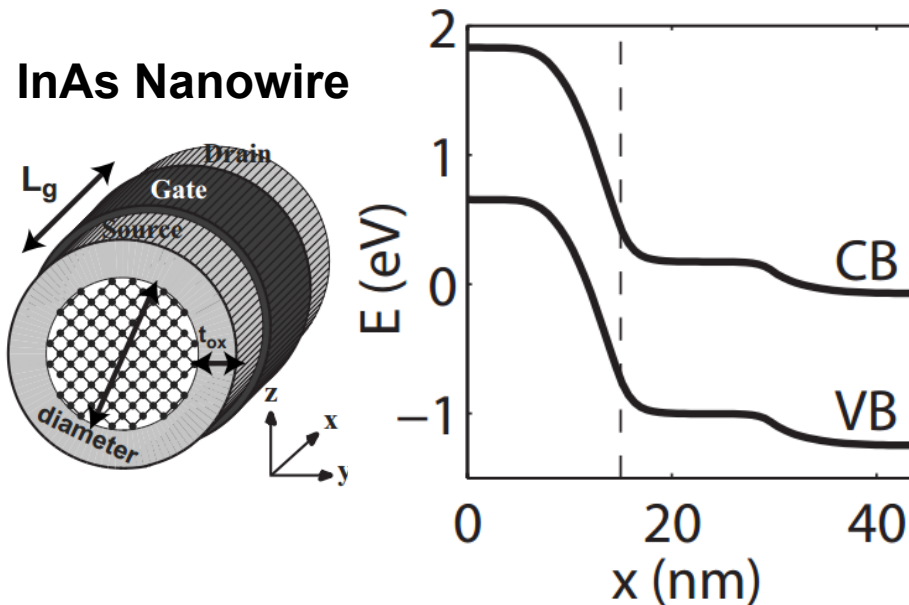 InAs Nanowire
Drain
Lg
Gate
Source
tox
diameter
z
x
y
2
1
0
−1
E (eV)
CB
VB
0
20
40
x (nm)